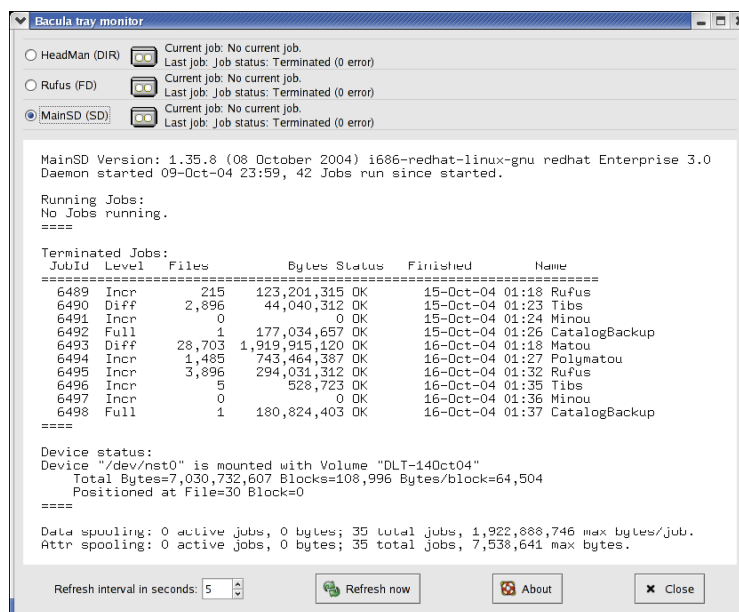 Bacula tray monitor
HeadMan (DIR) Current job: No current job.
Last job: Job status: Terminated (0 error)
Rufus (FD) Current job: No current job.
Last job: Job status: Terminated (0 error)
MainSD (SD) Current job: No current job.
Last job: Job status: Terminated (0 error)
MainSD Version: 1.35.8 (08 October 2004) i686-redhat-linux-gnu redhat Enterprise 3.0
Daemon started 09-Oct-04 23:59, 42 Jobs run since started.
Running Jobs:
No Jobs running.
====
Terminated Jobs:
JobId Level Files Bytes Status Finished Name
======================================================================
6489 Incr 215 123,201,315 OK 15-Oct-04 01:18 Rufus
6490 Diff 2,896 44,040,312 OK 15-Oct-04 01:23 Tibs
6491 Incr 0 0 OK 15-Oct-04 01:24 Minou
6492 Full 1 177,034,657 OK 15-Oct-04 01:26 CatalogBackup
6493 Diff 28,703 1,919,915,120 OK 16-Oct-04 01:18 Matou
6494 Incr 1,485 743,464,387 OK 16-Oct-04 01:27 Polymatou
6495 Incr 3,896 294,031,312 OK 16-Oct-04 01:32 Rufus
6496 Incr 5 528,723 OK 16-Oct-04 01:35 Tibs
6497 Incr 0 0 OK 16-Oct-04 01:36 Minou
6498 Full 1 180,824,403 OK 16-Oct-04 01:37 CatalogBackup
====
Device status:
Device "/dev/nst0" is mounted with Volume "DLT-14Oct04"
Total Bytes=7,030,732,607 Blocks=108,996 Bytes/block=64,504
Positioned at File=30 Block=0
====
Data spooling: 0 active jobs, 0 bytes; 35 total jobs, 1,922,888,746 max bytes/job.
Attr spooling: 0 active jobs, 0 bytes; 35 total jobs, 7,538,641 max bytes.
Refresh interval in seconds: 5 Refresh now About Close